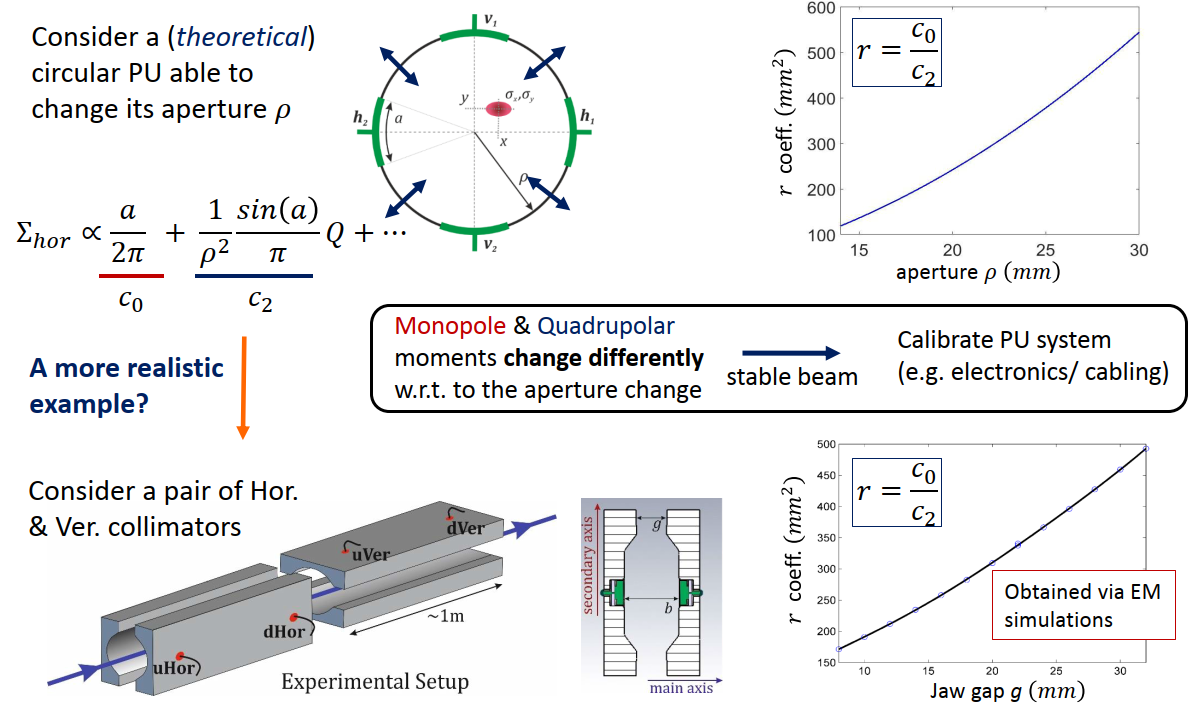 Consider a (theoretical)
circular PU able to
change its aperture ρ
v₁
h₂
a
y
σₓ,σᵧ
x
h₁
ρ
v₂
Σ_hor ∝ a/2π + 1/ρ² sin(a)/π Q + ⋯
c₀
c₂
r = c₀/c₂
r coeff. (mm²)
600
500
400
300
200
100
15
20
25
30
aperture ρ (mm)
Monopole & Quadrupolar
moments change differently
w.r.t. to the aperture change
stable beam
Calibrate PU system
(e.g. electronics/ cabling)
A more realistic
example?
Consider a pair of Hor.
& Ver. collimators
dVer
uVer
~1m
dHor
uHor
Experimental Setup
secondary axis
g
b
main axis
r = c₀/c₂
r coeff. (mm²)
500
450
400
350
300
250
200
150
10
15
20
25
30
Obtained via EM
simulations
Jaw gap g (mm)